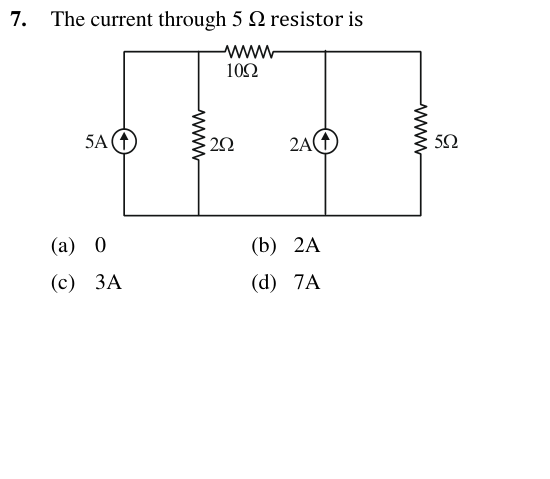 7. The current through 5 Ω resistor is
10Ω
5A
2Ω
2A
5Ω
(a) 0 (b) 2A
(c) 3A (d) 7A